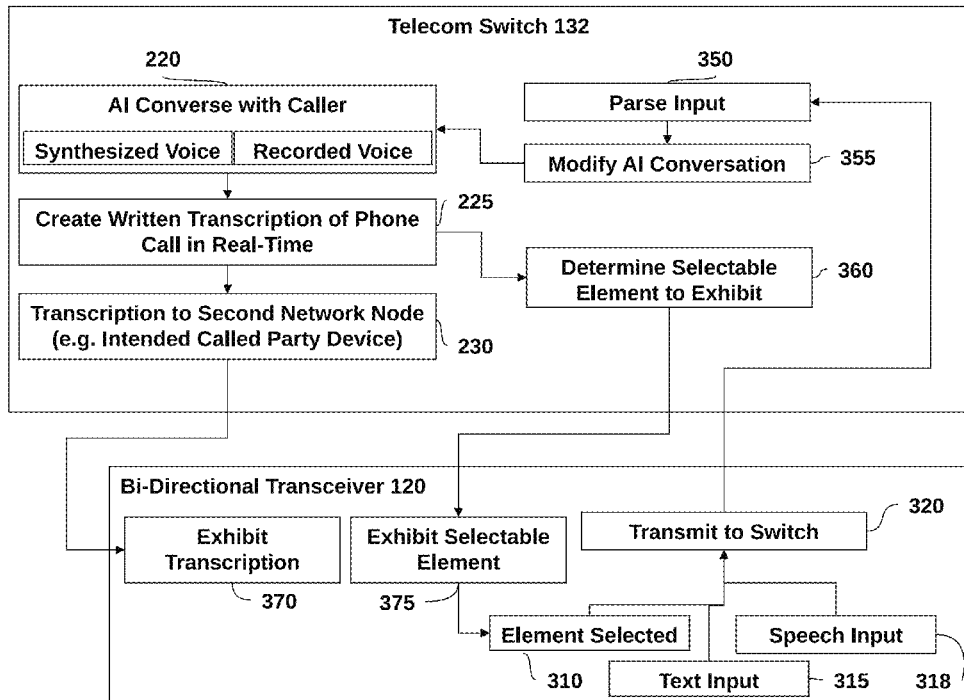 Telecom Switch 132
220
350
AI Converse with Caller
Synthesized Voice
Recorded Voice
Parse Input
Modify AI Conversation
355
225
Create Written Transcription of Phone
Call in Real-Time
Determine Selectable
Element to Exhibit
360
Transcription to Second Network Node
(e.g. Intended Called Party Device)
230
Bi-Directional Transceiver 120
Exhibit
Transcription
370
Exhibit Selectable
Element
375
Transmit to Switch
320
Element Selected
310
Text Input
315
Speech Input
318